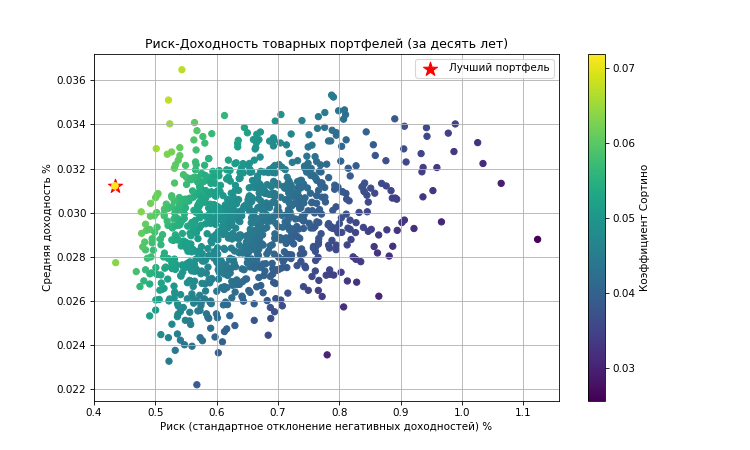 Риск-Доходность товарных портфелей (за десять лет)
Лучший портфель
Средняя доходность %
0.036
0.034
0.032
0.030
0.028
0.026
0.024
0.022
0.4 0.5 0.6 0.7 0.8 0.9 1.0 1.1
Риск (стандартное отклонение негативных доходностей) %
0.07
0.06
0.05
0.04
0.03
Коэффициент Сортино